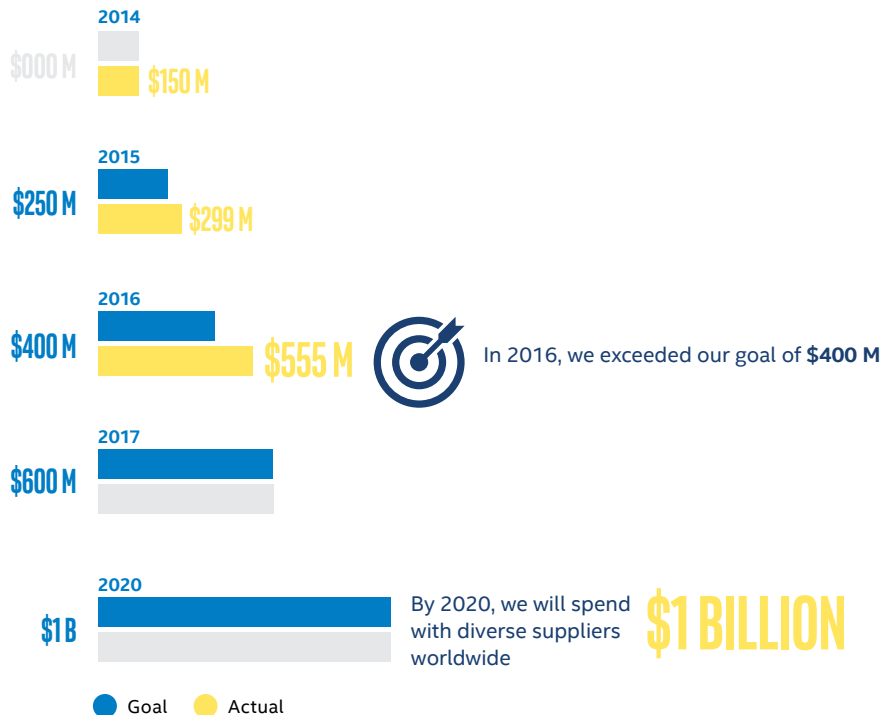 2014
$000 M
$150 M
2015
$250 M
$299 M
2016
$400 M
$555 M
In 2016, we exceeded our goal of $400 M
2017
$600 M
2020
$1 B
By 2020, we will spend
with diverse suppliers
worldwide
$1 BILLION
Goal
Actual